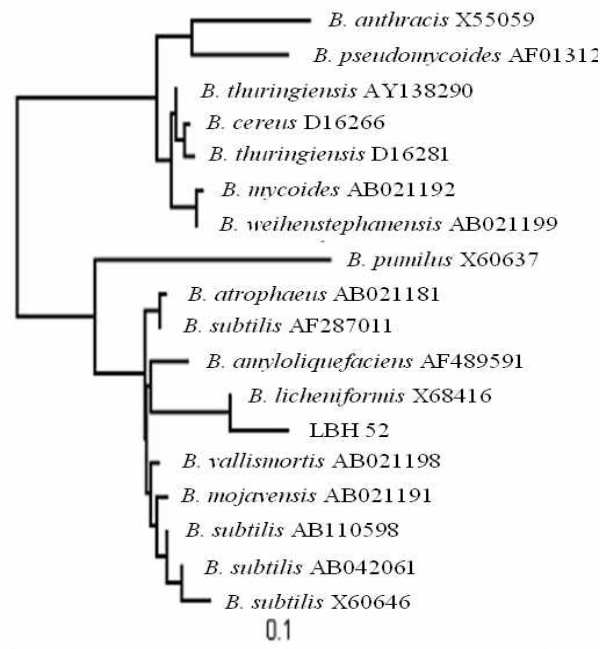 B. anthracis X55059
B. pseudomycoides AF01312
B. thuringiensis AY138290
B. cereus D16266
B. thuringiensis D16281
B. mycoides AB021192
B. weihenstephanensis AB021199
B. pumilus X60637
B. atrophaeus AB021181
B. subtilis AF287011
B. amyloliquefaciens AF489591
B. licheniformis X68416
LBH 52
B. vallismortis AB021198
B. mojavensis AB021191
B. subtilis AB110598
B. subtilis AB042061
B. subtilis X60646
0.1